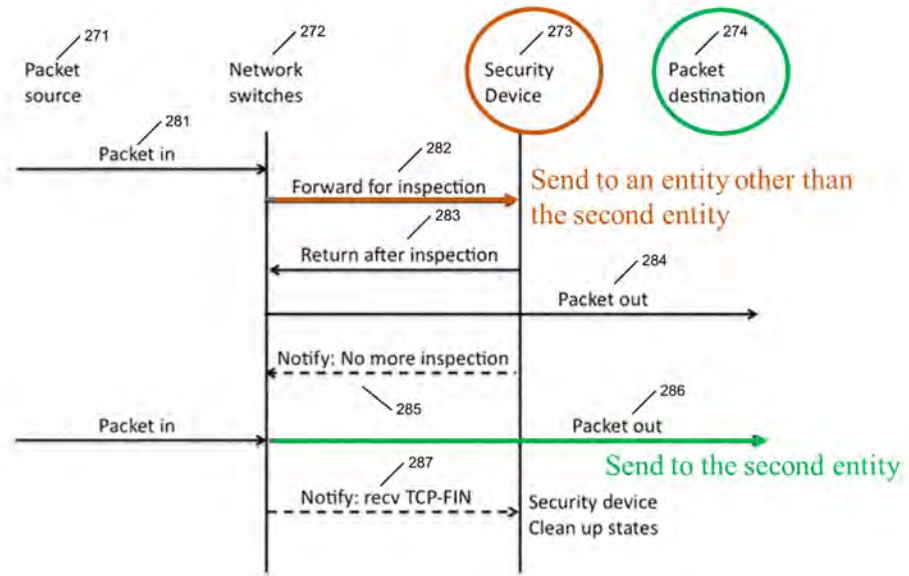 271
272
273
274
Packet
source
Network
switches
Security
Device
Packet
destination
281
Packet in
282
Forward for inspection
Send to an entity other than
the second entity
283
Return after inspection
284
Packet out
Notify: No more inspection
285
286
Packet in
Packet out
Send to the second entity
287
Notify: recv TCP-FIN
Security device
Clean up states